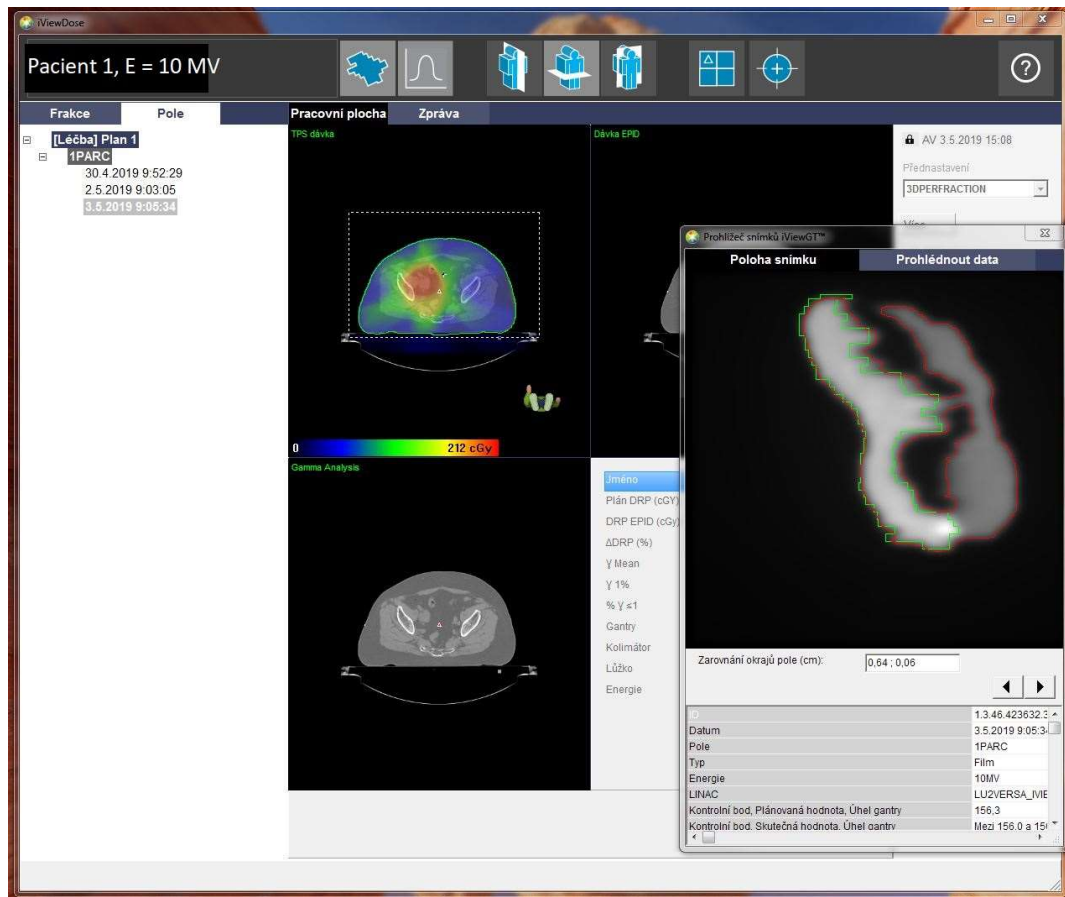 iViewDose
Pacient 1, E = 10 MV
Frakce Pole
Pracovní plocha Zpráva
[Léčba] Plan 1
1PARC
30.4.2019 9:52:29
2.5.2019 9:03:05
3.5.2019 9:05:34
TPS dávka
0 212 cGy
Dávka EPID
AV 3.5.2019 15:08
Přednastavení
3DPERFRACTION
Více
Gamma Analysis
Jméno
Plán DRP (cGY)
DRP EPID (cGy)
ΔDRP (%)
γ Mean
γ 1%
% γ ≤1
Gantry
Kolimátor
Lůžko
Energie
Prohlížeč snímků iViewGT™
Poloha snímku Prohlédnout data
Zarovnání okrajů pole (cm): 0,64 ; 0,06
ID 1.3.46.423632.3
Datum 3.5.2019 9:05:34
Pole 1PARC
Typ Film
Energie 10MV
LINAC LU2VERSA_IVIE
Kontrolní bod, Plánovaná hodnota, Úhel gantry 156,3
Kontrolní bod, Skutečná hodnota, Úhel gantry Mezi 156.0 a